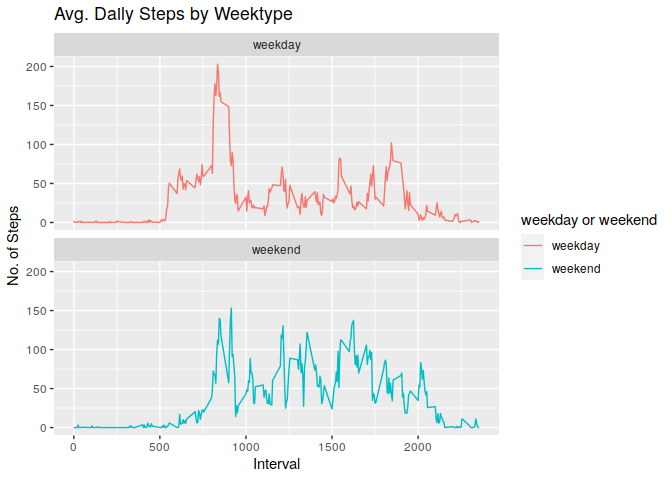 Avg. Daily Steps by Weektype
weekday
200
150
100
50
0
No. of Steps
weekend
200
150
100
50
0
0 500 1000 1500 2000
Interval
weekday or weekend
weekday
weekend